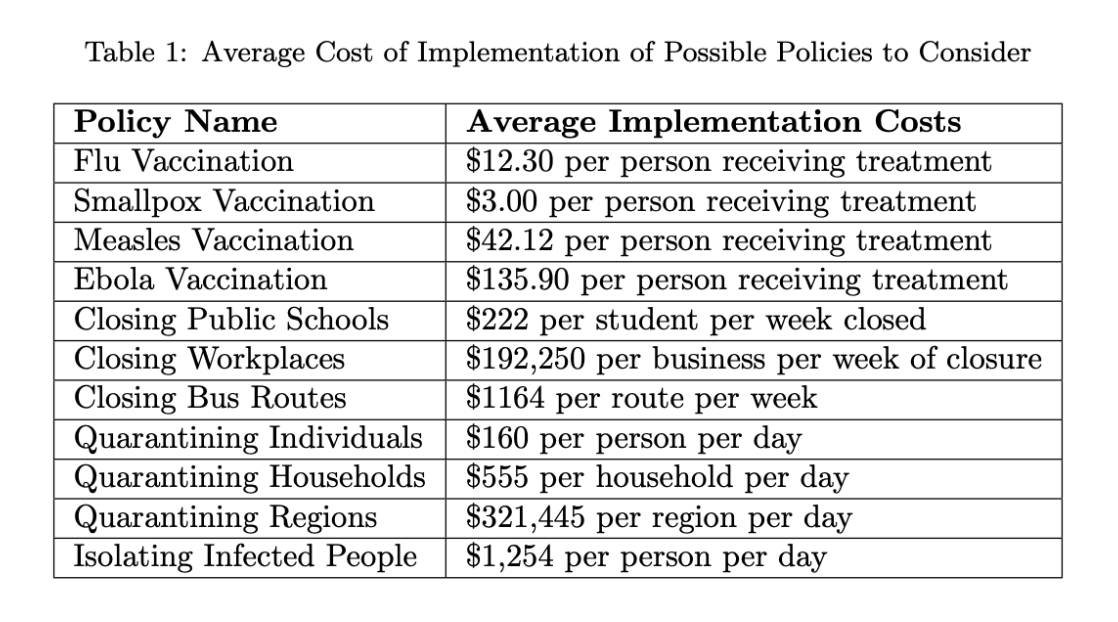 Table 1: Average Cost of Implementation of Possible Policies to Consider
Policy Name Average Implementation Costs
Flu Vaccination $12.30 per person receiving treatment
Smallpox Vaccination $3.00 per person receiving treatment
Measles Vaccination $42.12 per person receiving treatment
Ebola Vaccination $135.90 per person receiving treatment
Closing Public Schools $222 per student per week closed
Closing Workplaces $192,250 per business per week of closure
Closing Bus Routes $1164 per route per week
Quarantining Individuals $160 per person per day
Quarantining Households $555 per household per day
Quarantining Regions $321,445 per region per day
Isolating Infected People $1,254 per person per day